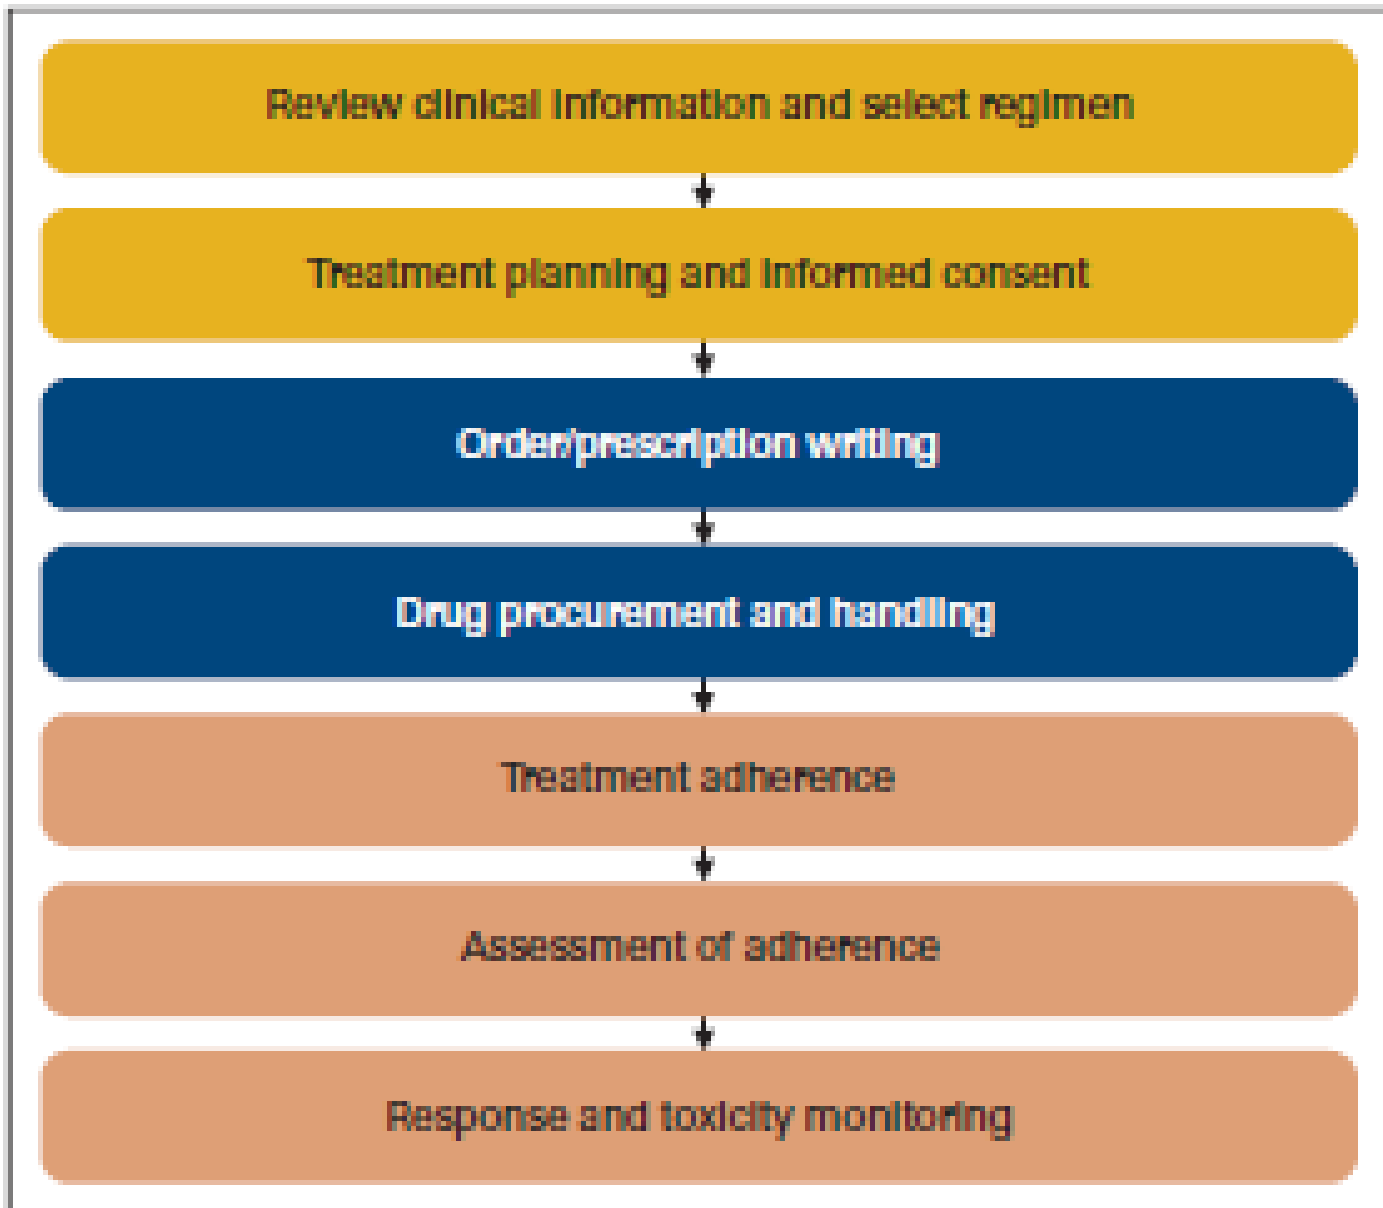 Review clinical information and select regimen
Treatment planning and informed consent
Order/prescription writing
Drug procurement and handling
Treatment adherence
Assessment of adherence
Response and toxicity monitoring